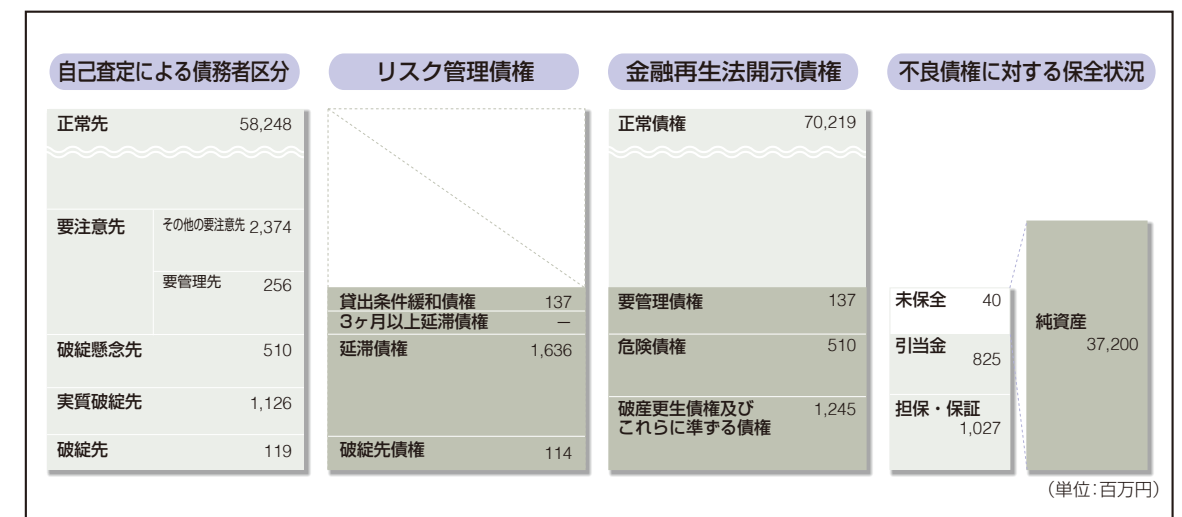 自己査定による債務者区分
正常先 58,248
要注意先 その他の要注意先 2,374
要管理先 256
破綻懸念先 510
実質破綻先 1,126
破綻先 119
リスク管理債権
貸出条件緩和債権 137
3ヶ月以上延滞債権 −
延滞債権 1,636
破綻先債権 114
金融再生法開示債権
正常債権 70,219
要管理債権 137
危険債権 510
破産更生債権及び 1,245
これらに準ずる債権
不良債権に対する保全状況
未保全 40
引当金
825
担保・保証
1,027
純資産
37,200
（単位：百万円）